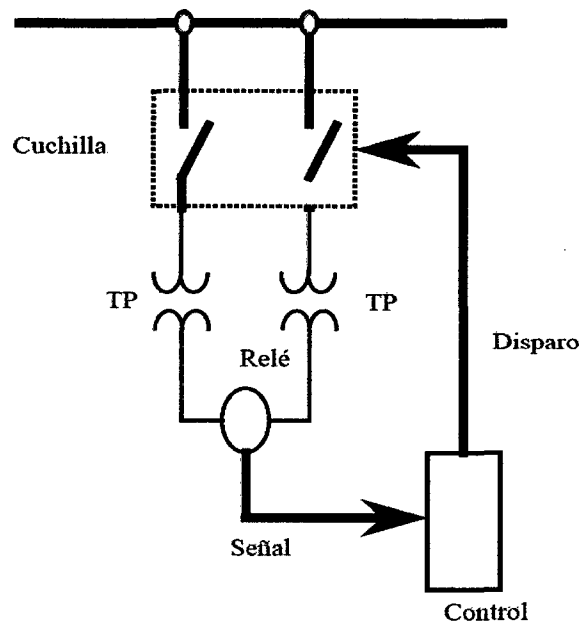 Cuchilla
TP
TP
Relé
Disparo
Señal
Control